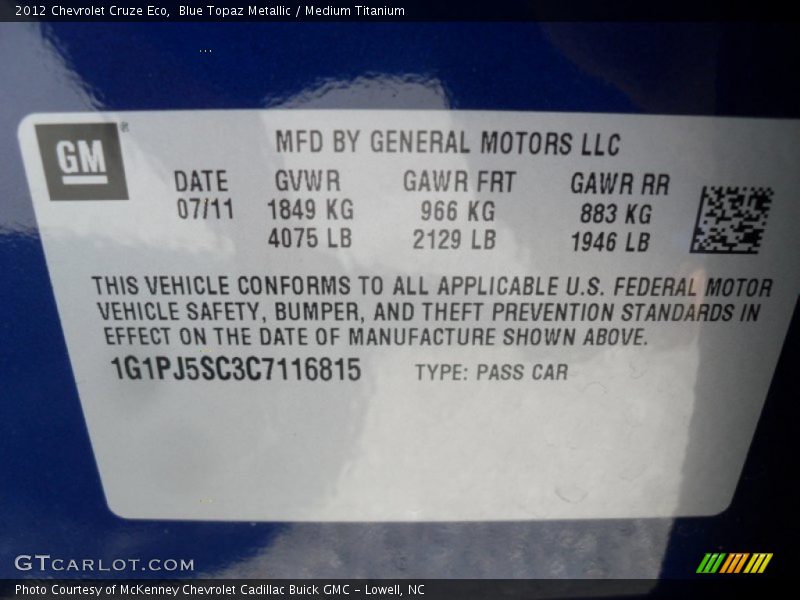 2012 Chevrolet Cruze Eco, Blue Topaz Metallic / Medium Titanium
GM ®
MFD BY GENERAL MOTORS LLC
DATE GVWR GAWR FRT GAWR RR
07/11 1849 KG 966 KG 883 KG
4075 LB 2129 LB 1946 LB
THIS VEHICLE CONFORMS TO ALL APPLICABLE U.S. FEDERAL MOTOR
VEHICLE SAFETY, BUMPER, AND THEFT PREVENTION STANDARDS IN
EFFECT ON THE DATE OF MANUFACTURE SHOWN ABOVE.
1G1PJ5SC3C7116815 TYPE: PASS CAR
GTCARLOT.COM
Photo Courtesy of McKenney Chevrolet Cadillac Buick GMC - Lowell, NC